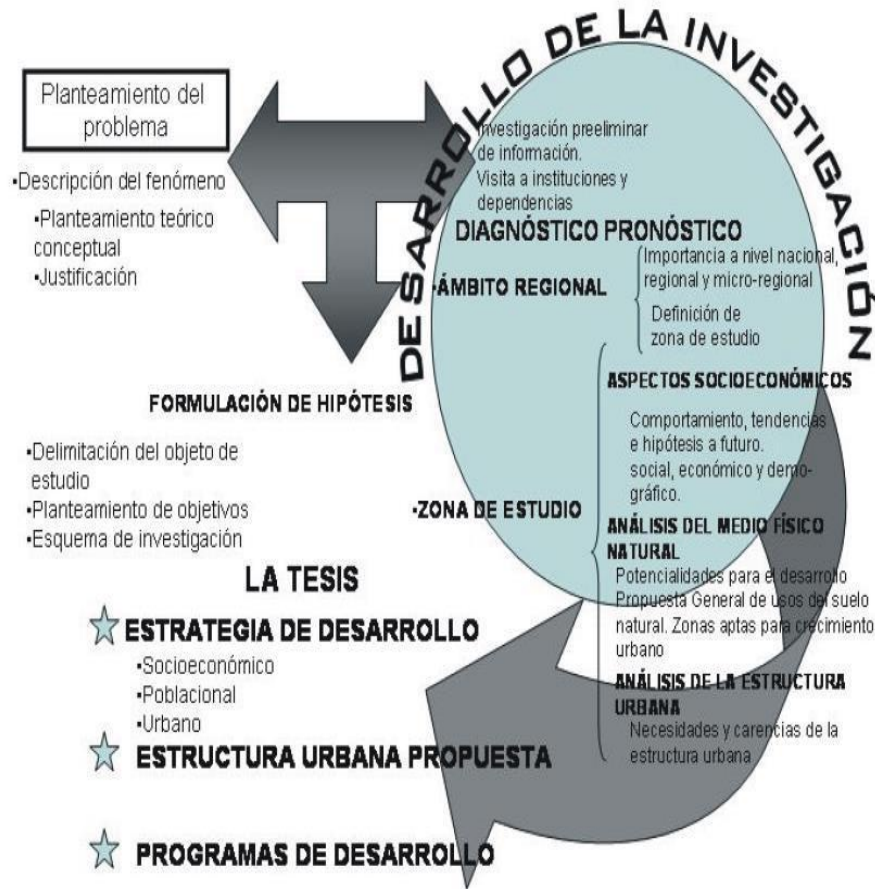 DESARROLLO DE LA INVESTIGACIÓN
Planteamiento del
problema
▪Descripción del fenómeno
▪Planteamiento teórico
conceptual
▪Justificación
Investigación preeliminar
de información.
Visita a instituciones y
dependencias
DIAGNÓSTICO PRONÓSTICO
▪ÁMBITO REGIONAL
Importancia a nivel nacional,
regional y micro-regional
Definición de
zona de estudio
FORMULACIÓN DE HIPÓTESIS
▪Delimitación del objeto de
estudio
▪Planteamiento de objetivos
▪Esquema de investigación
▪ZONA DE ESTUDIO
ASPECTOS SOCIOECONÓMICOS
Comportamiento, tendencias
e hipótesis a futuro.
social, económico y demo-
gráfico.
ANÁLISIS DEL MEDIO FÍSICO
NATURAL
Potencialidades para el desarrollo
Propuesta General de usos del suelo
natural. Zonas aptas para crecimiento
urbano
ANÁLISIS DE LA ESTRUCTURA
URBANA
Necesidades y carencias de la
estructura urbana
LA TESIS
ESTRATEGIA DE DESARROLLO
▪Socioeconómico
▪Poblacional
▪Urbano
ESTRUCTURA URBANA PROPUESTA
PROGRAMAS DE DESARROLLO